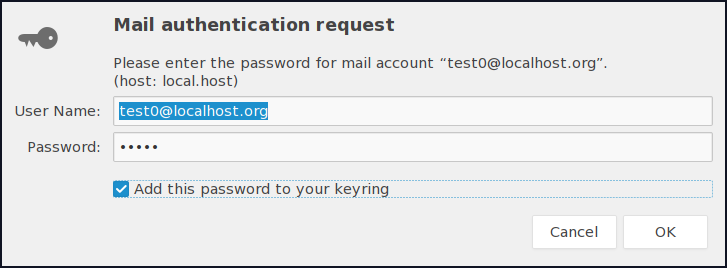 Mail authentication request
Please enter the password for mail account “test0@localhost.org”.
(host: local.host)
User Name: test0@localhost.org
Password: •••••
Add this password to your keyring
Cancel OK